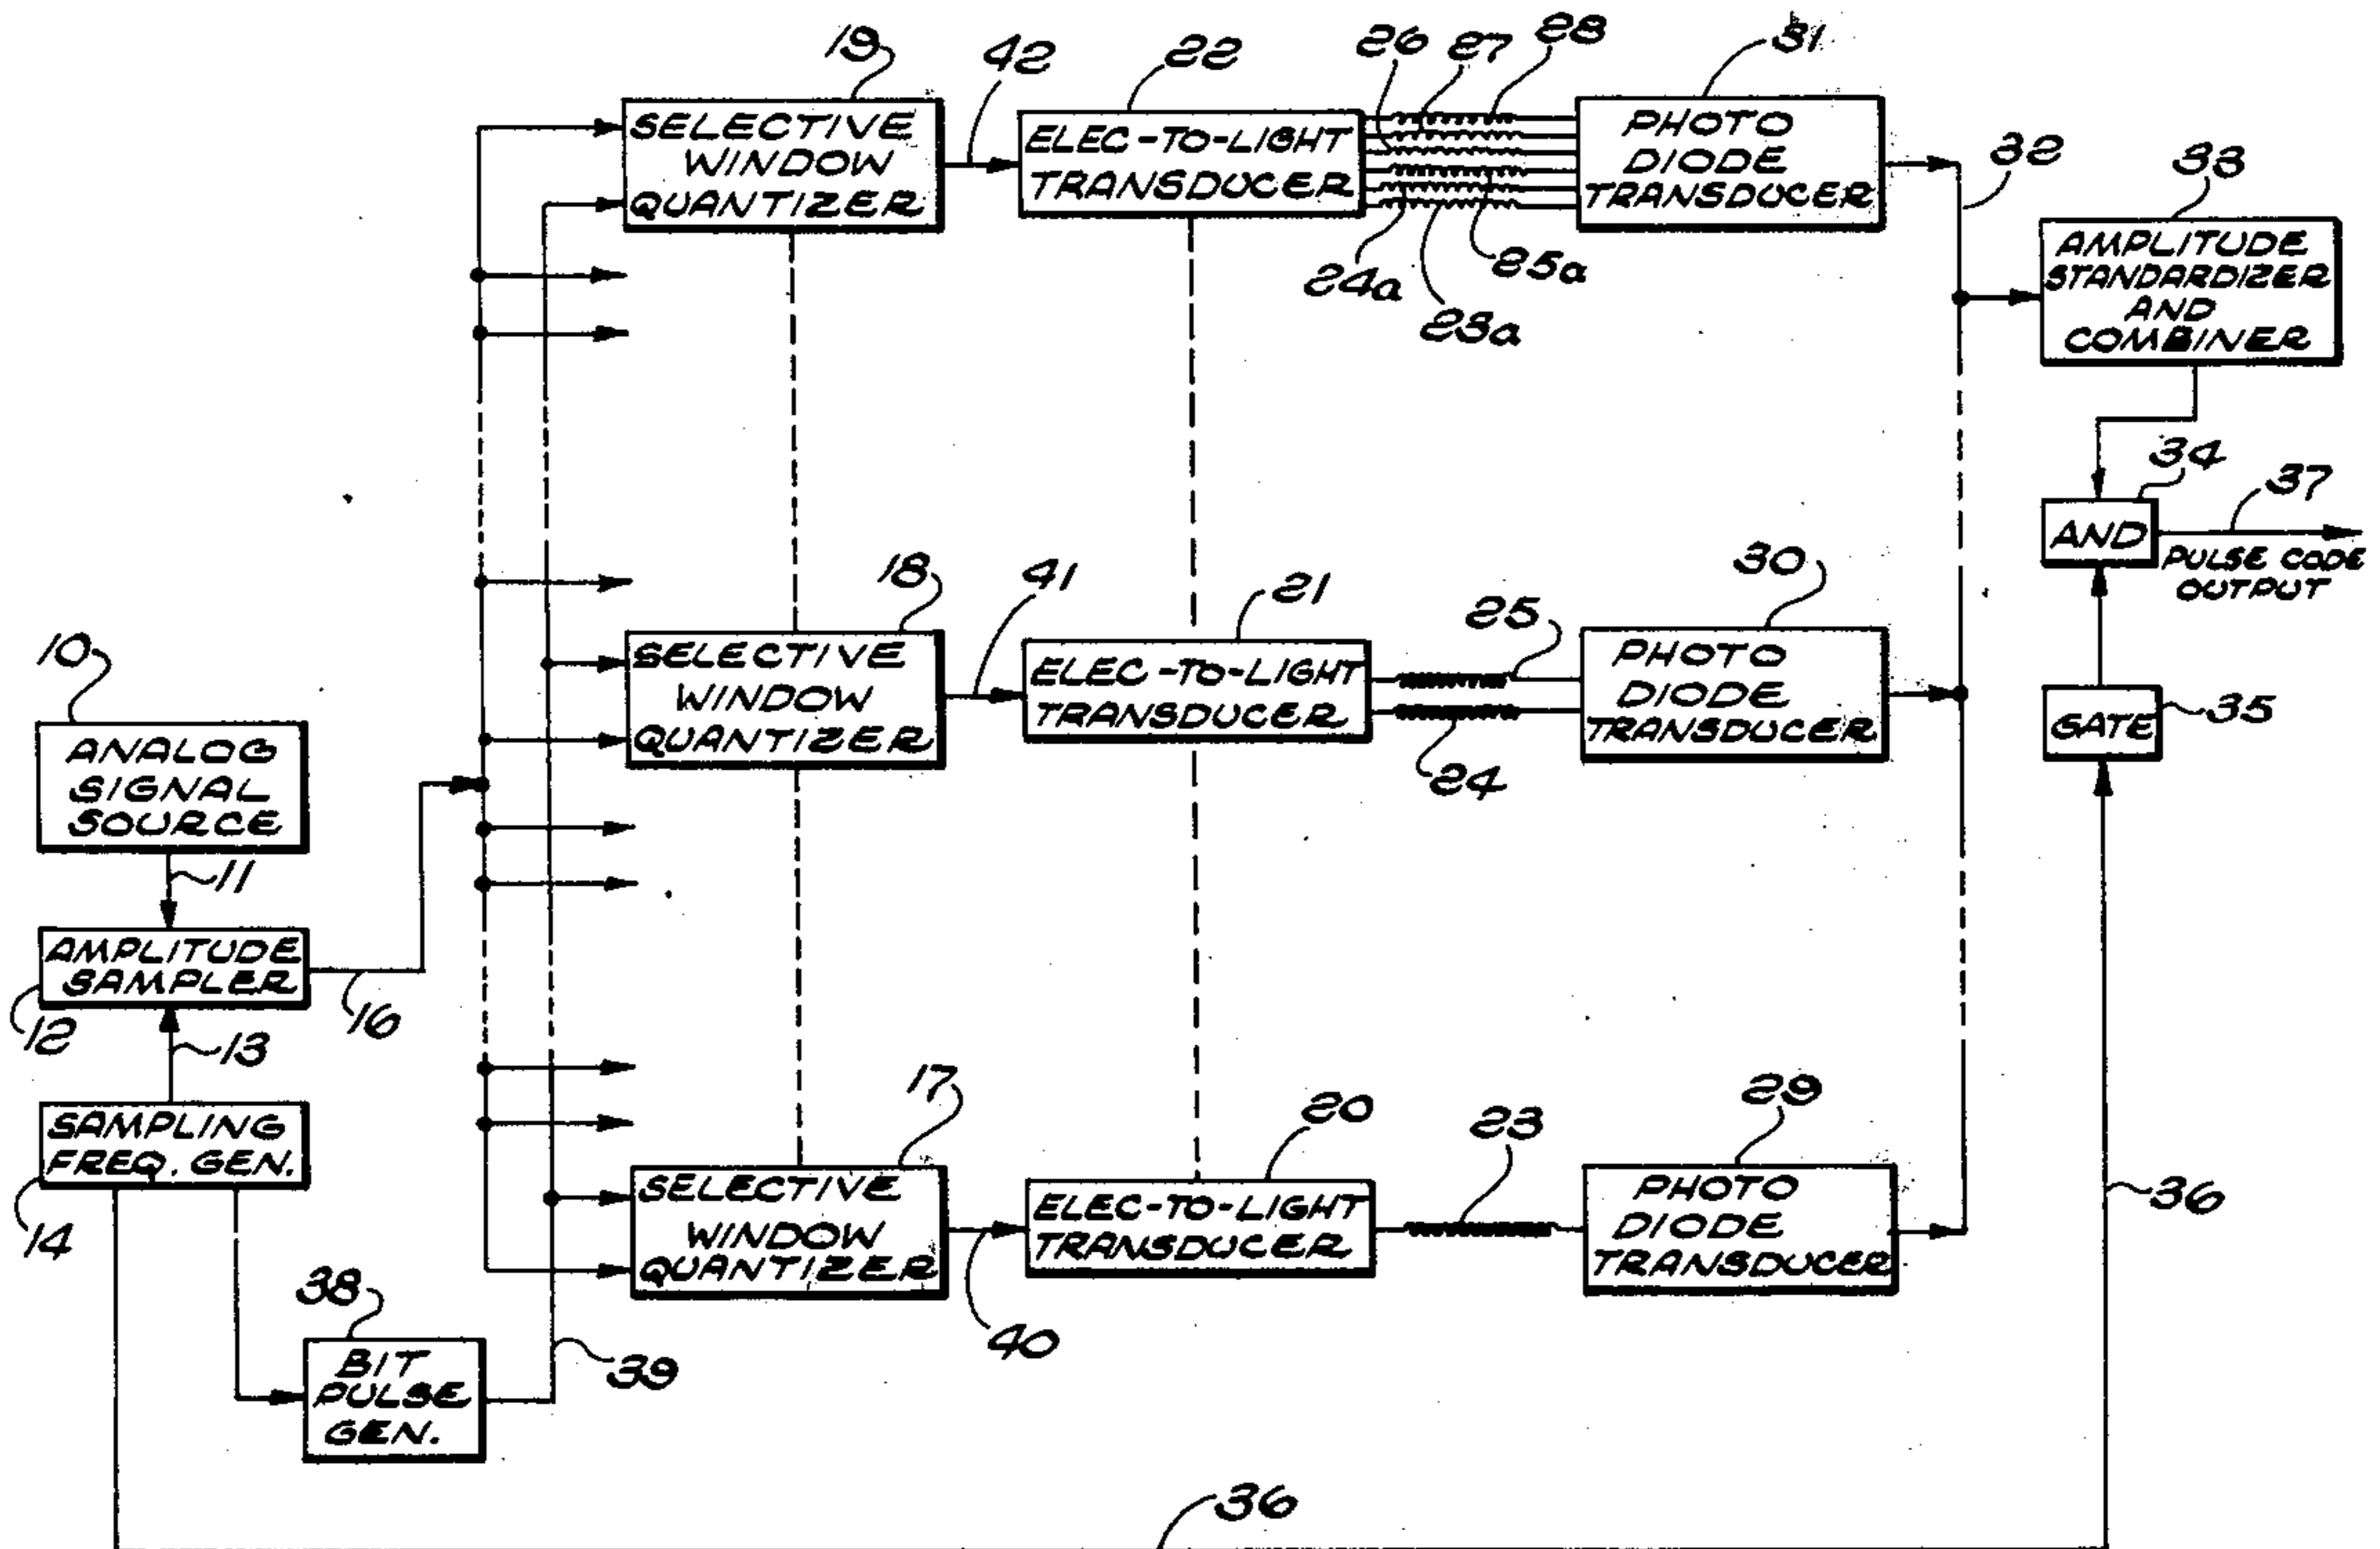 19
42
22
26
27
28
31
SELECTIVE
WINDOW
QUANTIZER
ELEC-TO-LIGHT
TRANSDUCER
PHOTO
DIODE
TRANSDUCER
32
33
24a
23a
25a
AMPLITUDE
STANDARDIZER
AND
COMBINER
34
37
AND
PULSE CODE
OUTPUT
18
41
21
25
30
SELECTIVE
WINDOW
QUANTIZER
ELEC-TO-LIGHT
TRANSDUCER
24
PHOTO
DIODE
TRANSDUCER
GATE
35
10
ANALOG
SIGNAL
SOURCE
11
AMPLITUDE
SAMPLER
12
16
13
SAMPLING
FREQ. GEN.
14
17
20
23
29
36
SELECTIVE
WINDOW
QUANTIZER
40
ELEC-TO-LIGHT
TRANSDUCER
PHOTO
DIODE
TRANSDUCER
38
BIT
PULSE
GEN.
39
36